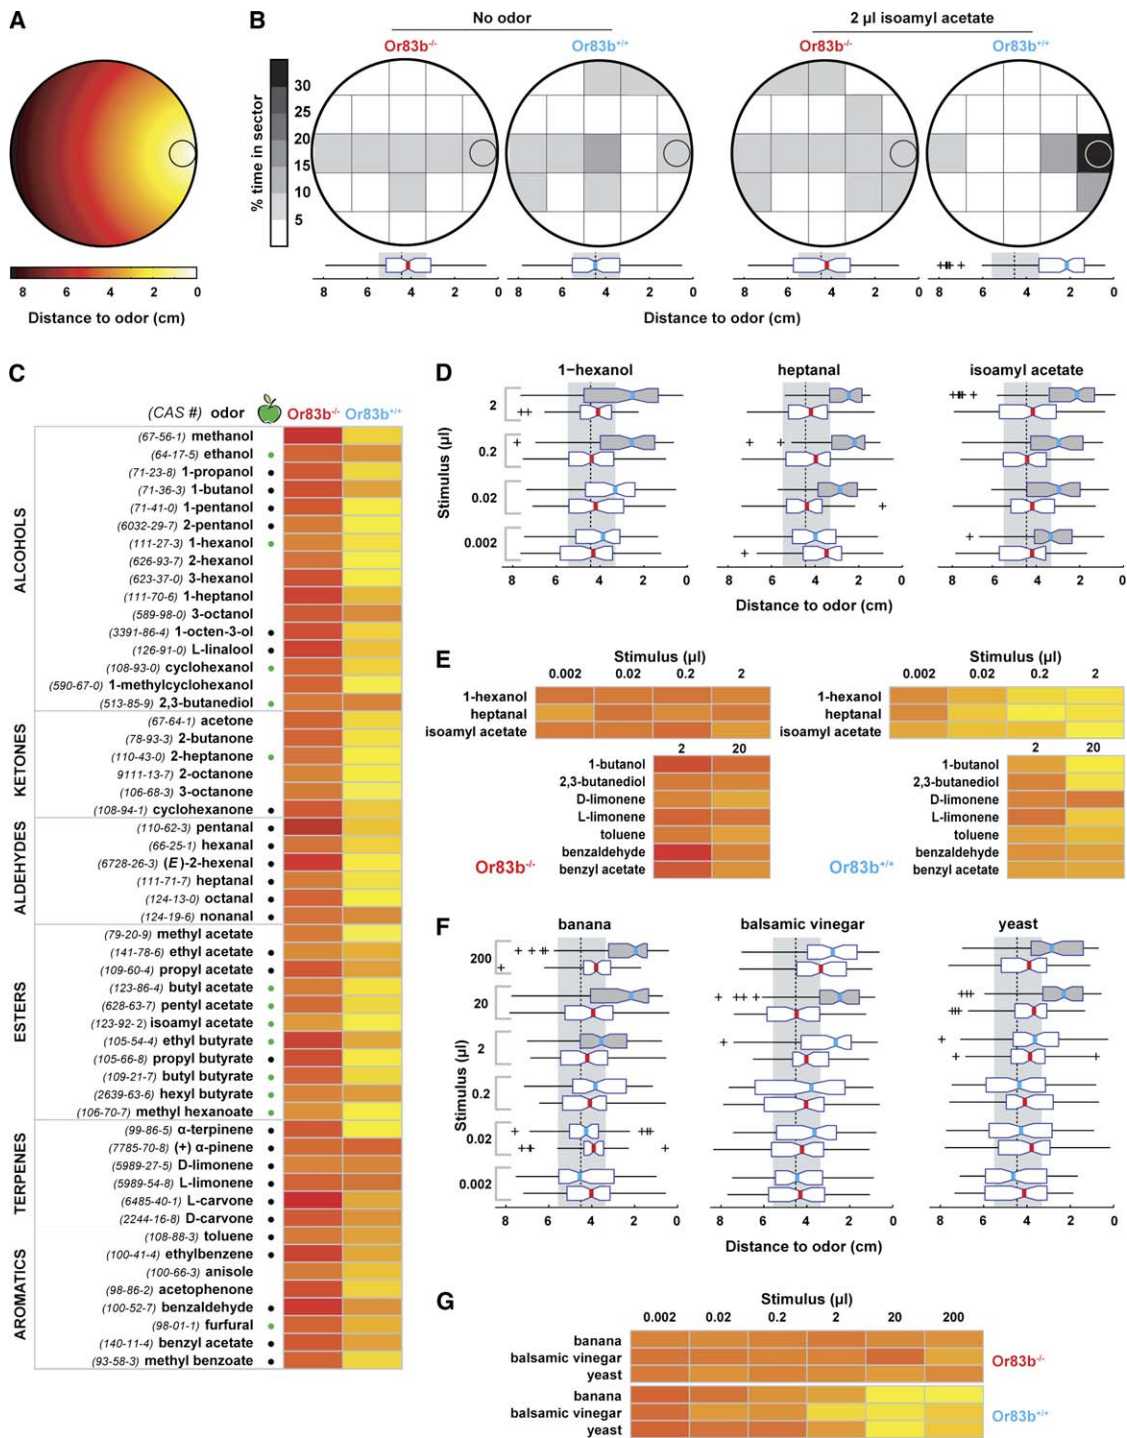 A
B
No odor
2 µl isoamyl acetate
Or83b-/-
Or83b+/+
Or83b-/-
Or83b+/+
% time in sector
30
25
20
15
10
5
8 6 4 2 0
Distance to odor (cm)
8 6 4 2 0
8 6 4 2 0
8 6 4 2 0
8 6 4 2 0
Distance to odor (cm)
C
(CAS #) odor Or83b-/- Or83b+/+
ALCOHOLS
(67-56-1) methanol
(64-17-5) ethanol
(71-23-8) 1-propanol
(71-36-3) 1-butanol
(71-41-0) 1-pentanol
(6032-29-7) 2-pentanol
(111-27-3) 1-hexanol
(626-93-7) 2-hexanol
(623-37-0) 3-hexanol
(111-70-6) 1-heptanol
(589-98-0) 3-octanol
(3391-86-4) 1-octen-3-ol
(126-91-0) L-linalool
(108-93-0) cyclohexanol
(590-67-0) 1-methylcyclohexanol
(513-85-9) 2,3-butanediol
KETONES
(67-64-1) acetone
(78-93-3) 2-butanone
(110-43-0) 2-heptanone
9111-13-7) 2-octanone
(106-68-3) 3-octanone
(108-94-1) cyclohexanone
ALDEHYDES
(110-62-3) pentanal
(66-25-1) hexanal
(6728-26-3) (E)-2-hexenal
(111-71-7) heptanal
(124-13-0) octanal
(124-19-6) nonanal
ESTERS
(79-20-9) methyl acetate
(141-78-6) ethyl acetate
(109-60-4) propyl acetate
(123-86-4) butyl acetate
(628-63-7) pentyl acetate
(123-92-2) isoamyl acetate
(105-54-4) ethyl butyrate
(105-66-8) propyl butyrate
(109-21-7) butyl butyrate
(2639-63-6) hexyl butyrate
(106-70-7) methyl hexanoate
TERPENES
(99-86-5) α-terpinene
(7785-70-8) (+) α-pinene
(5989-27-5) D-limonene
(5989-54-8) L-limonene
(6485-40-1) L-carvone
(2244-16-8) D-carvone
AROMATICS
(108-88-3) toluene
(100-41-4) ethylbenzene
(100-66-3) anisole
(98-86-2) acetophenone
(100-52-7) benzaldehyde
(98-01-1) furfural
(140-11-4) benzyl acetate
(93-58-3) methyl benzoate
D
1-hexanol
heptanal
isoamyl acetate
Stimulus (µl)
2
0.2
0.02
0.002
8 6 4 2 0
8 6 4 2 0
8 6 4 2 0
Distance to odor (cm)
E
Stimulus (µl)
0.002 0.02 0.2 2
1-hexanol
heptanal
isoamyl acetate
2 20
1-butanol
2,3-butanediol
D-limonene
L-limonene
toluene
benzaldehyde
benzyl acetate
Or83b-/-
Stimulus (µl)
0.002 0.02 0.2 2
1-hexanol
heptanal
isoamyl acetate
2 20
1-butanol
2,3-butanediol
D-limonene
L-limonene
toluene
benzaldehyde
benzyl acetate
Or83b+/+
F
banana
balsamic vinegar
yeast
Stimulus (µl)
200
20
2
0.2
0.02
0.002
8 6 4 2 0
8 6 4 2 0
8 6 4 2 0
Distance to odor (cm)
G
Stimulus (µl)
0.002 0.02 0.2 2 20 200
banana
balsamic vinegar
yeast
Or83b-/-
banana
balsamic vinegar
yeast
Or83b+/+